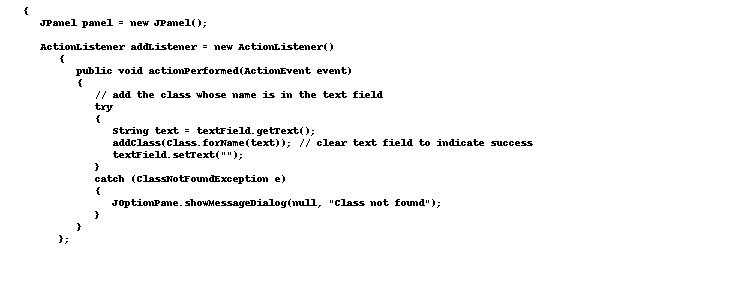 {
JPanel panel = new JPanel();
ActionListener addListener = new ActionListener()
{
public void actionPerformed(ActionEvent event)
{
// add the class whose name is in the text field
try
{
String text = textField.getText();
addClass(Class.forName(text)); // clear text field to indicate success
textField.setText("");
}
catch (ClassNotFoundException e)
{
JOptionPane.showMessageDialog(null, "Class not found");
}
}
};